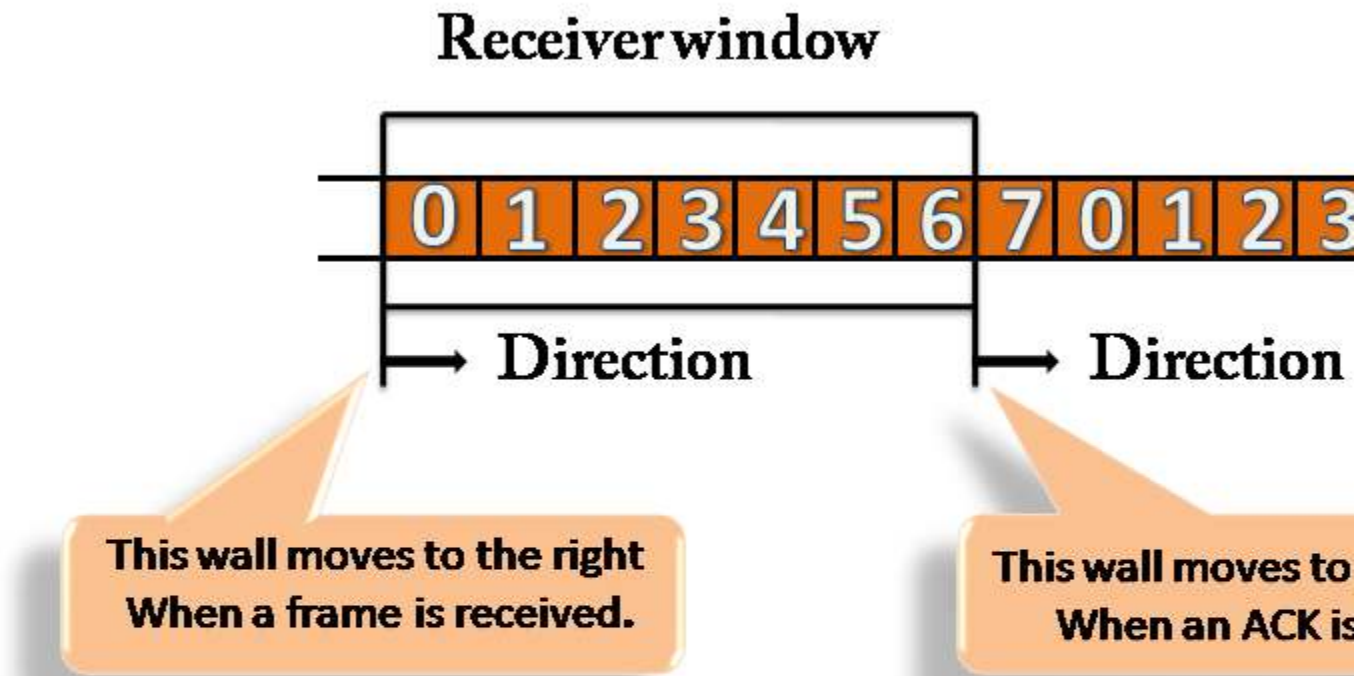 Receiver window
0 1 2 3 4 5 6 7 0 1 2 3
Direction Direction
This wall moves to the right
When a frame is received.
This wall moves to
When an ACK is